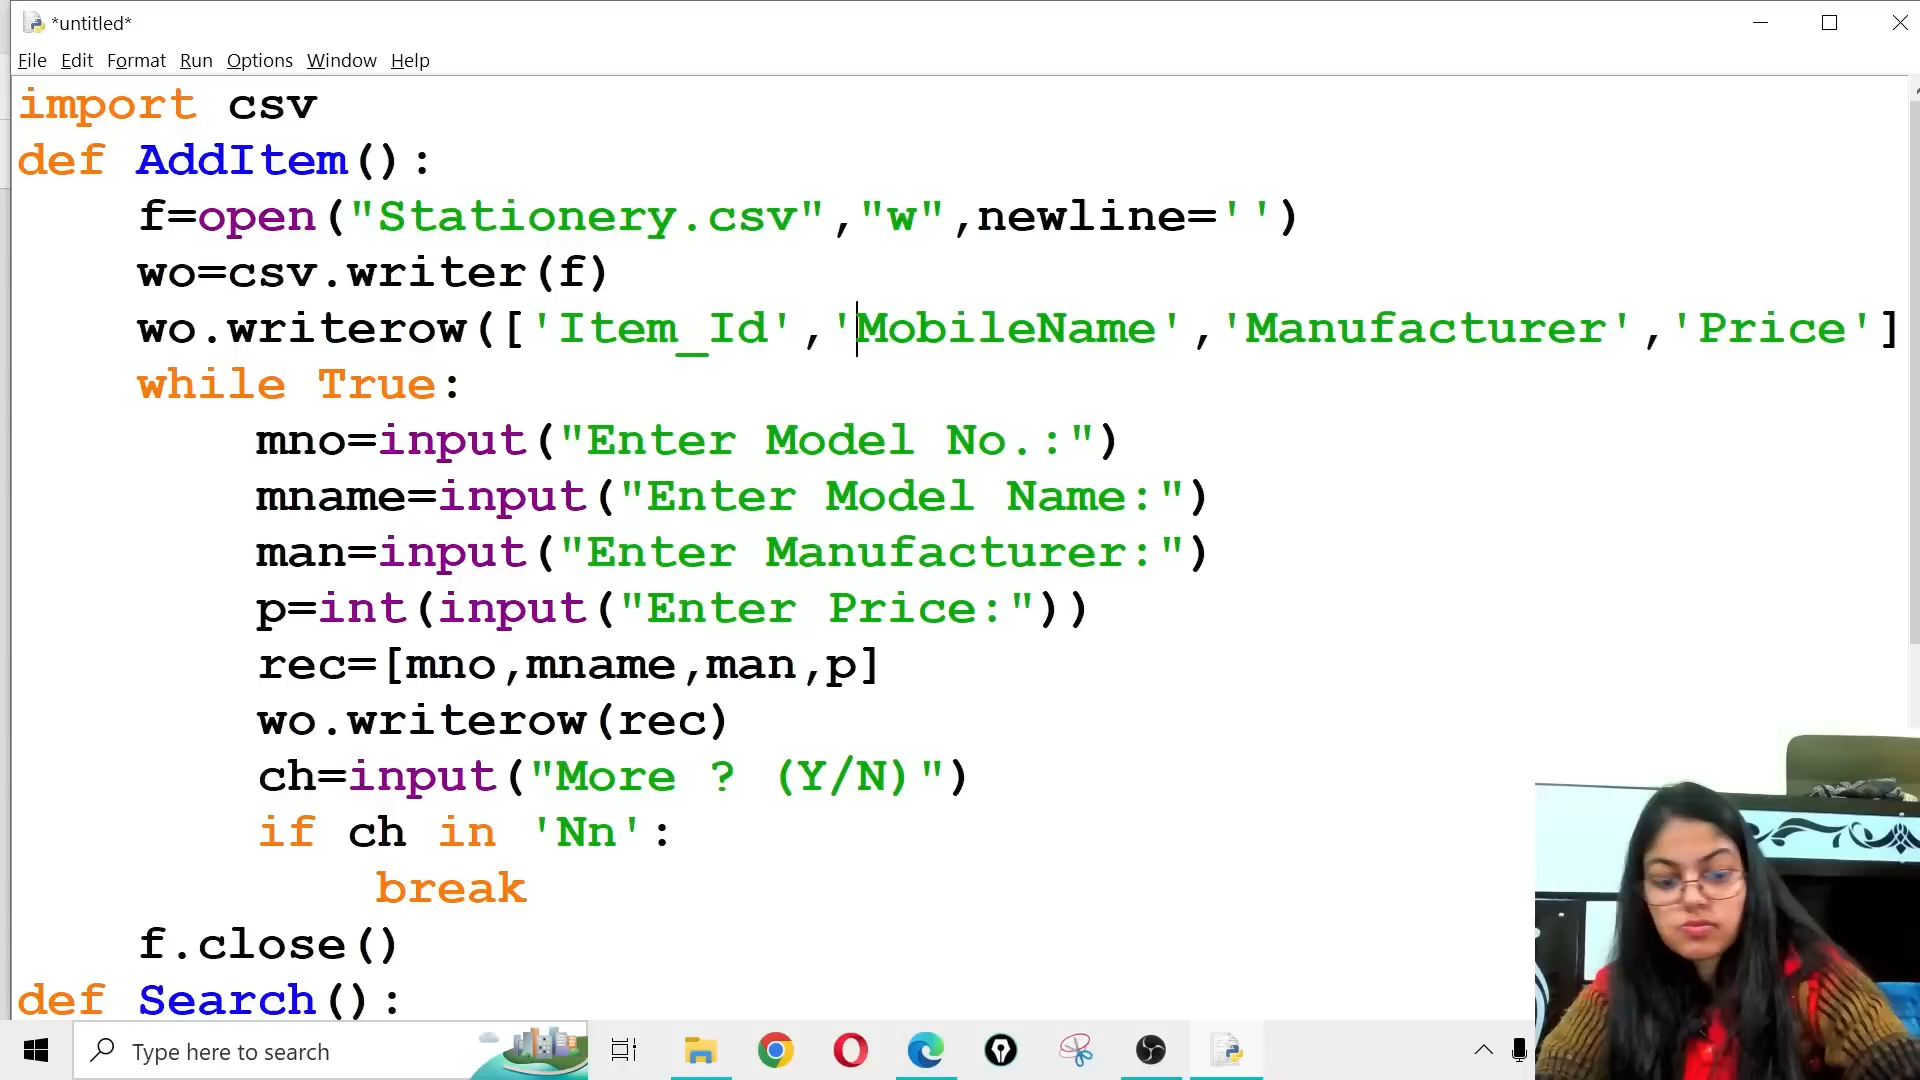 *untitled*
File Edit Format Run Options Window Help
import csv
def AddItem():
f=open("Stationery.csv","w",newline='')
wo=csv.writer(f)
wo.writerow(['Item_Id','MobileName','Manufacturer','Price']
while True:
mno=input("Enter Model No.:")
mname=input("Enter Model Name:")
man=input("Enter Manufacturer:")
p=int(input("Enter Price:"))
rec=[mno,mname,man,p]
wo.writerow(rec)
ch=input("More ? (Y/N)")
if ch in 'Nn':
break
f.close()
def Search():
Type here to search